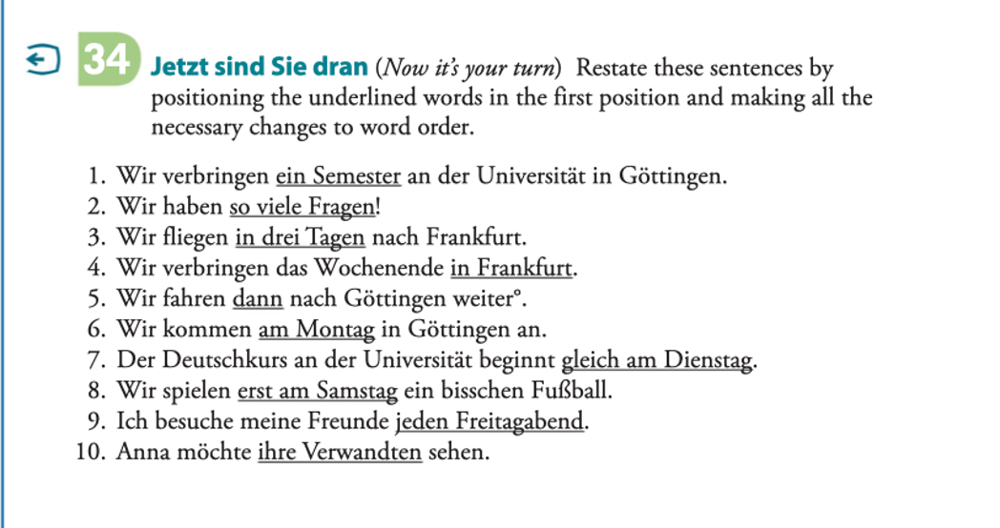 34 Jetzt sind Sie dran (Now it's your turn) Restate these sentences by
positioning the underlined words in the first position and making all the
necessary changes to word order.
1. Wir verbringen ein Semester an der Universität in Göttingen.
2. Wir haben so viele Fragen!
3. Wir fliegen in drei Tagen nach Frankfurt.
4. Wir verbringen das Wochenende in Frankfurt.
5. Wir fahren dann nach Göttingen weiter°.
6. Wir kommen am Montag in Göttingen an.
7. Der Deutschkurs an der Universität beginnt gleich am Dienstag.
8. Wir spielen erst am Samstag ein bisschen Fußball.
9. Ich besuche meine Freunde jeden Freitagabend.
10. Anna möchte ihre Verwandten sehen.